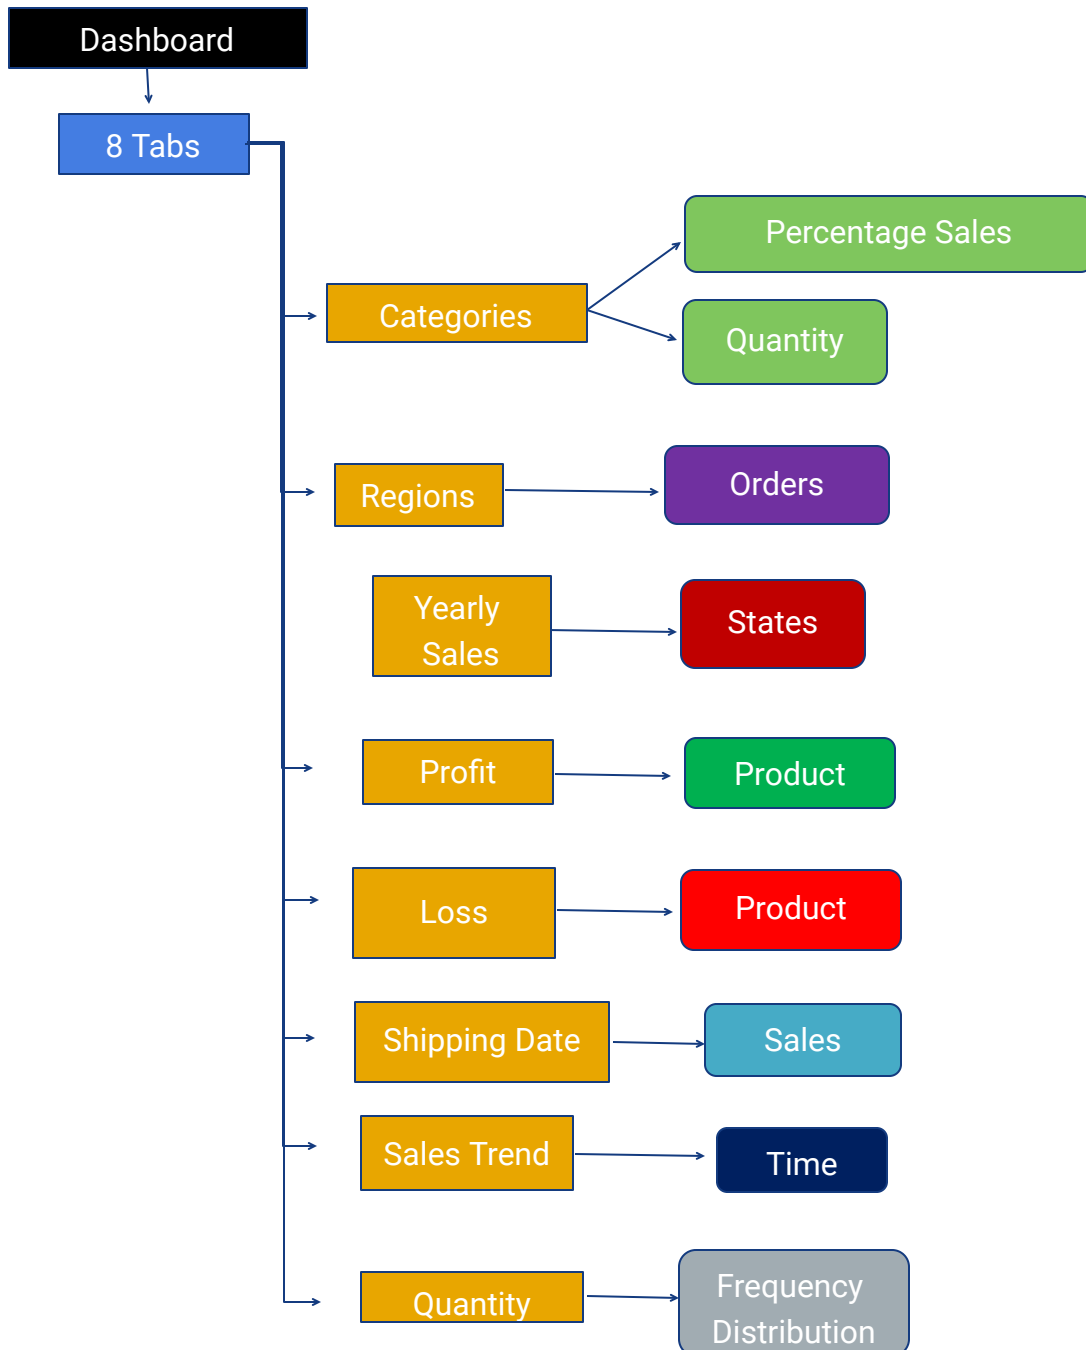 Dashboard
8 Tabs
Percentage Sales
Categories
Quantity
Regions
Orders
Yearly
Sales
States
Profit
Product
Loss
Product
Shipping Date
Sales
Sales Trend
Time
Quantity
Frequency
Distribution